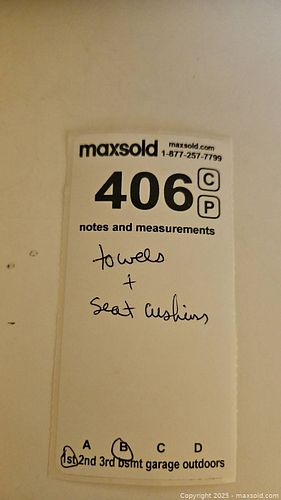 maxsold maxsold.com
1-877-257-7799
406 C
P
notes and measurements
towels
+
seat cushions
A B C D
1st 2nd 3rd bsmt garage outdoors
Copyright 2025 - maxsold.com